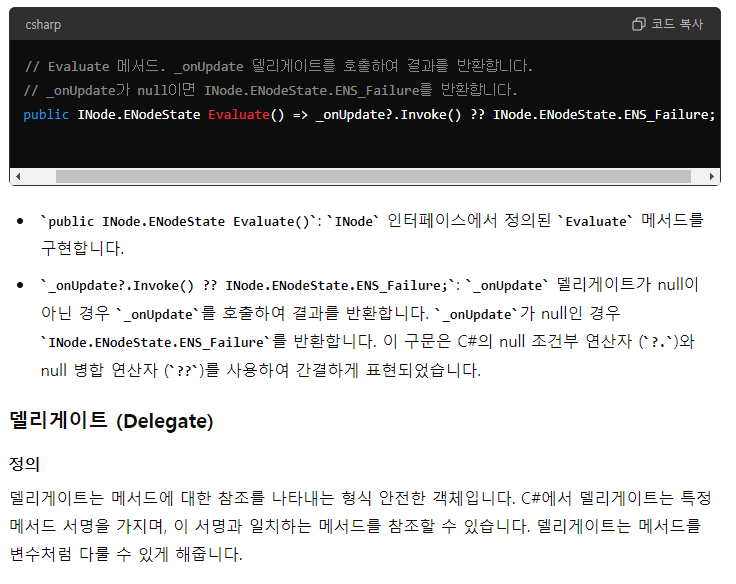 csharp
코드 복사
// Evaluate 메서드. _onUpdate 델리게이트를 호출하여 결과를 반환합니다.
// _onUpdate가 null이면 INode.ENodeState.ENS_Failure를 반환합니다.
public INode.ENodeState Evaluate() => _onUpdate?.Invoke() ?? INode.ENodeState.ENS_Failure;
• `public INode.ENodeState Evaluate()`: `INode` 인터페이스에서 정의된 `Evaluate` 메서드를
구현합니다.
• `_onUpdate?.Invoke() ?? INode.ENodeState.ENS_Failure;`: `_onUpdate` 델리게이트가 null이
아닌 경우 `_onUpdate`를 호출하여 결과를 반환합니다. `_onUpdate`가 null인 경우
`INode.ENodeState.ENS_Failure`를 반환합니다. 이 구문은 C#의 null 조건부 연산자 (`?.`)와
null 병합 연산자 (`??`)를 사용하여 간결하게 표현되었습니다.
델리게이트 (Delegate)
정의
델리게이트는 메서드에 대한 참조를 나타내는 형식 안전한 객체입니다. C#에서 델리게이트는 특정
메서드 서명을 가지며, 이 서명과 일치하는 메서드를 참조할 수 있습니다. 델리게이트는 메서드를
변수처럼 다룰 수 있게 해줍니다.